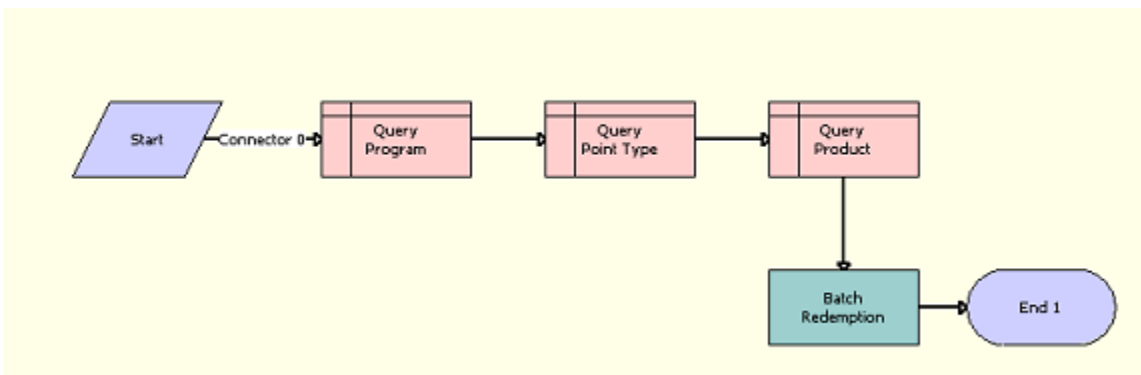 Start
Connector 0
Query
Program
Query
Point Type
Query
Product
Batch
Redemption
End 1